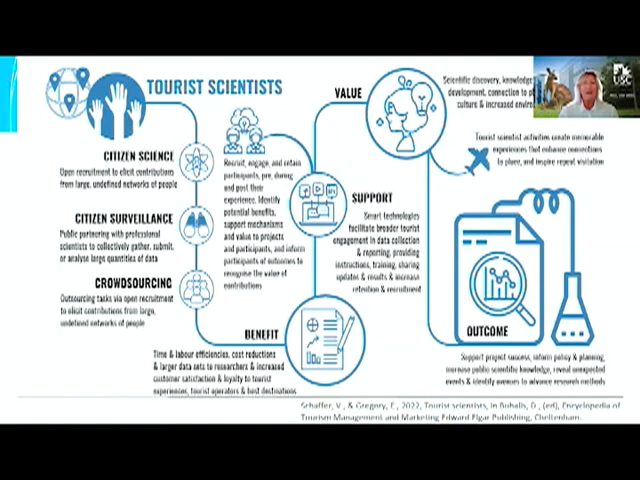 TOURIST SCIENTISTS
CITIZEN SCIENCE
Open recruitment to elicit contributions
from large, undefined networks of people
CITIZEN SURVEILLANCE
Public partnering with professional
scientists to collectively gather, submit,
or analyse large quantities of data
CROWDSOURCING
Outsourcing tasks via open recruitment
to elicit contributions from large,
undefined networks of people
Recruit, engage, and retain
participants, pre, during
and post their
experience. Identify
potential benefits,
support mechanisms
and value to projects
and participants, and inform
participants of outcomes to
recognise the value of
contributions
BENEFIT
Time & labour efficiencies, cost reductions
& larger data sets to researchers & increased
customer satisfaction & loyalty to tourist
experiences, tourist operators & host destinations
SUPPORT
Smart technologies
facilitate broader tourist
engagement in data collection
& reporting, providing
instructions, training, sharing
updates & results & increase
retention & recruitment
VALUE
Scientific discovery, knowledge
development, connection to
culture & increased
Tourist scientist activities create memorable
experiences that enhance connections
to place, and inspire repeat visitation
OUTCOME
Support project success, inform policy & planning,
increase public scientific knowledge, reveal unexpected
events & identify avenues to advance research methods
Schaffer, V., & Gregory, E., 2022, Tourist scientists, in Buhalis, D., (ed), Encyclopedia of
Tourism Management and Marketing Edward Elgar Publishing, Cheltenham.
USC